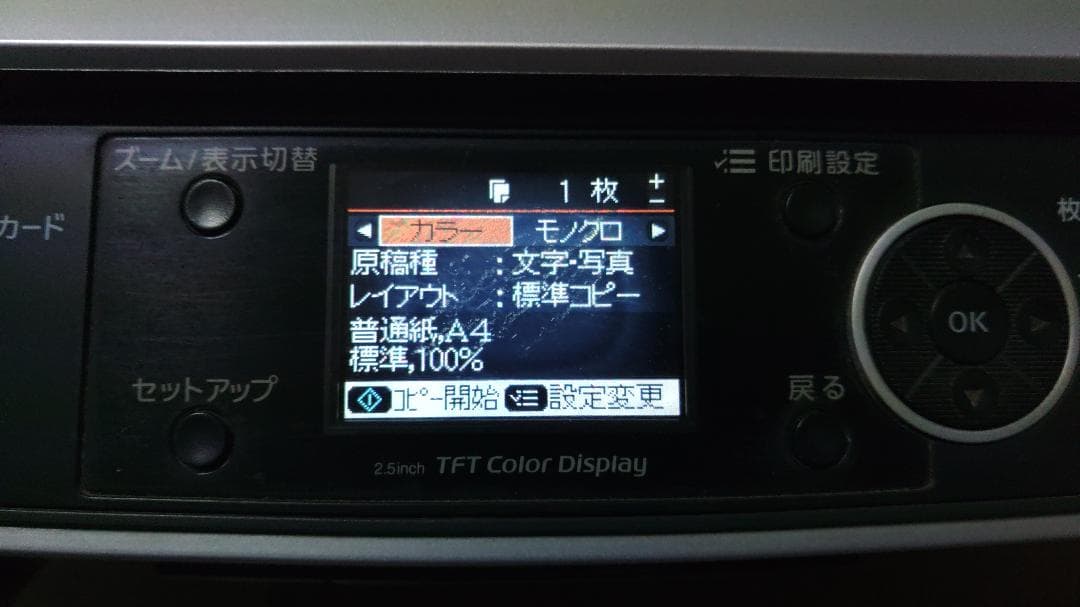 ズーム/表示切替
印刷設定
カード
枚
1 枚 +
−
カラー モノクロ
原稿種 : 文字・写真
レイアウト : 標準コピー
普通紙,A4
標準,100%
コピー開始 設定変更
OK
セットアップ
戻る
2.5inch TFT Color Display